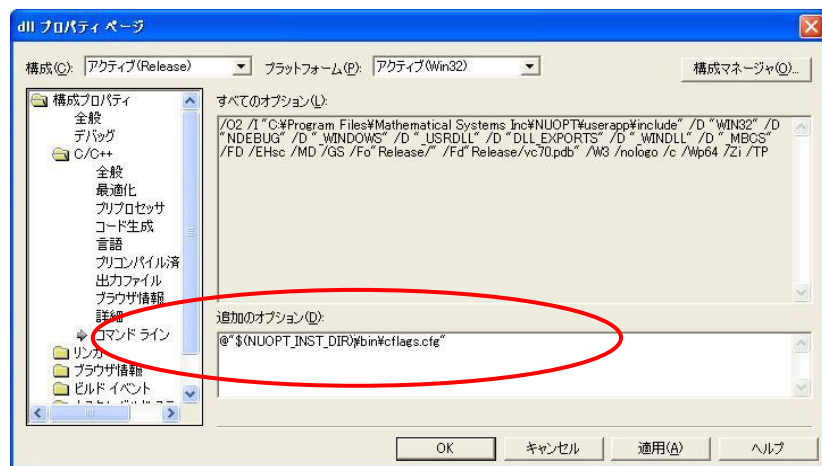 dll プロパティ ページ
構成(C): アクティブ(Release) プラットフォーム(P): アクティブ(Win32) 構成マネージャ(O)...
構成プロパティ
全般
デバッグ
C/C++
全般
最適化
プリプロセッサ
コード生成
言語
プリコンパイル済
出力ファイル
ブラウザ情報
詳細
コマンド ライン
リンカ
ブラウザ情報
ビルド イベント
すべてのオプション(L):
/O2 /I "C:¥Program Files¥Mathematical Systems Inc¥NUOPT¥userapp¥include" /D "WIN32" /D
"NDEBUG" /D "_WINDOWS" /D "_USRDLL" /D "DLL_EXPORTS" /D "_WINDLL" /D "_MBCS"
/FD /EHsc /MD /GS /Fo"Release/" /Fd"Release/vc70.pdb" /W3 /nologo /c /Wp64 /Zi /TP
追加のオプション(D):
@"$(NUOPT_INST_DIR)¥bin¥cflags.cfg"
OK キャンセル 適用(A) ヘルプ